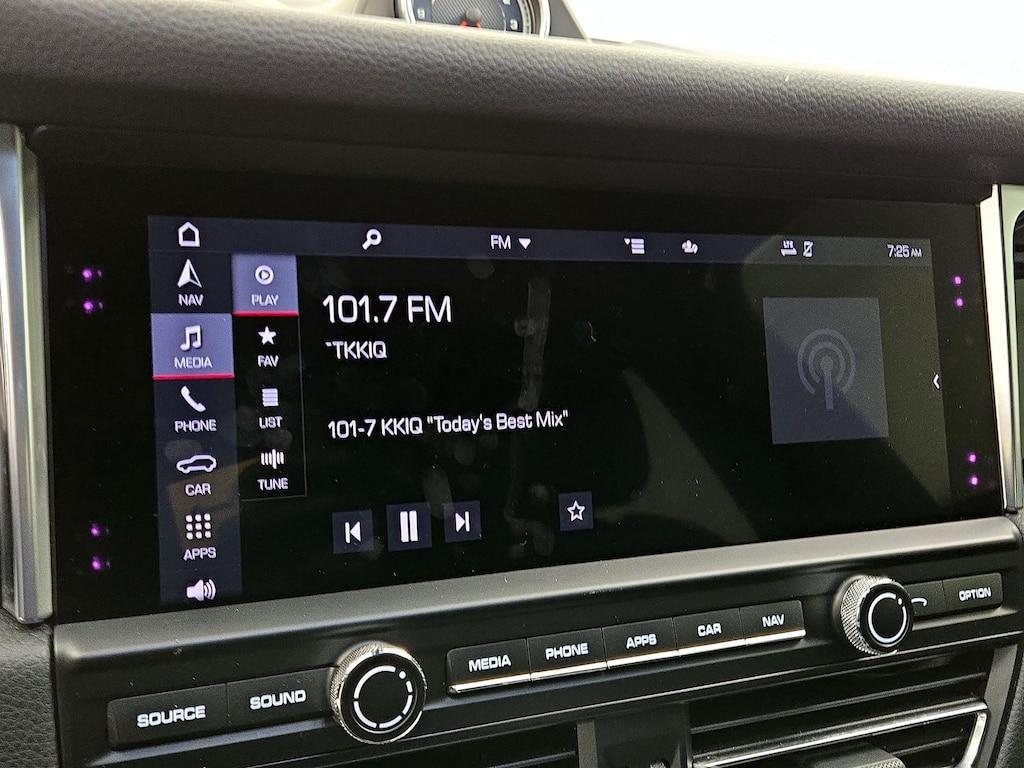 FM
LTE
7:25 AM
NAV
PLAY
101.7 FM
MEDIA
FAV
`TKKIQ
PHONE
LIST
101-7 KKIQ "Today's Best Mix"
CAR
TUNE
APPS
SOURCE
SOUND
MEDIA
PHONE
APPS
CAR
NAV
OPTION